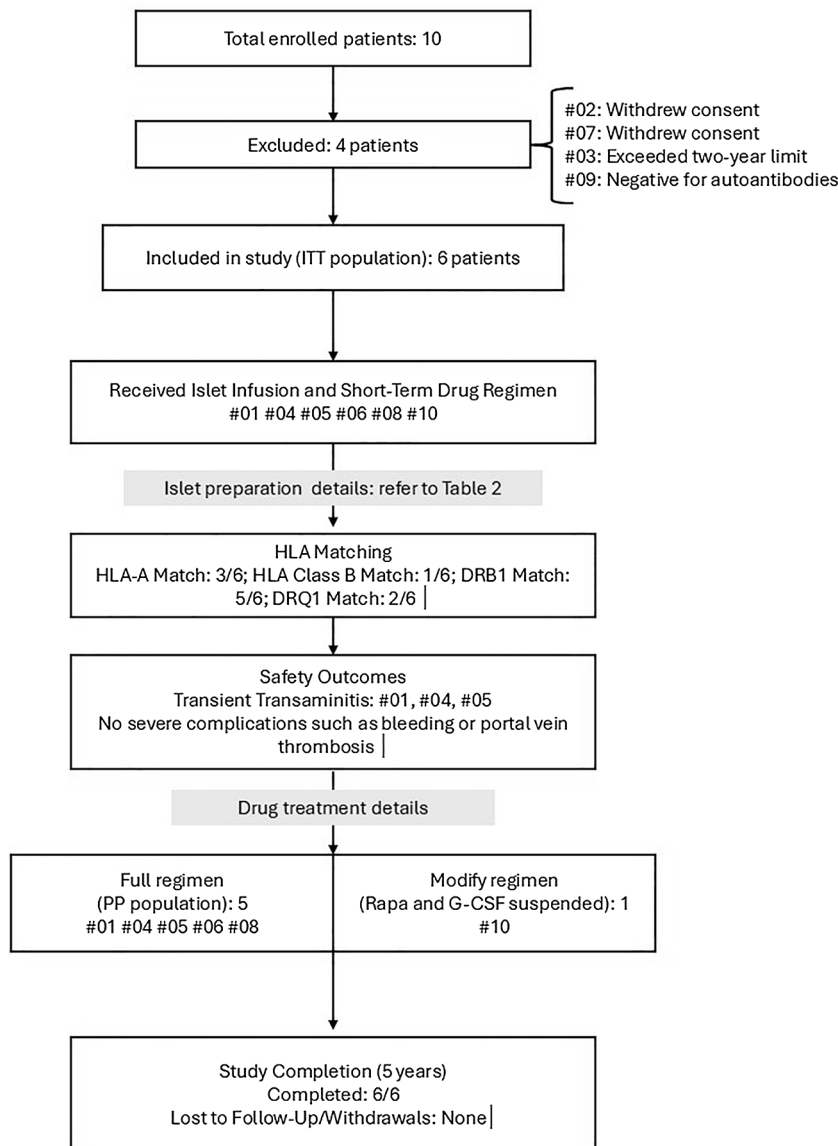 Total enrolled patients: 10
Excluded: 4 patients
#02: Withdrew consent
#07: Withdrew consent
#03: Exceeded two-year limit
#09: Negative for autoantibodies
Included in study (ITT population): 6 patients
Received Islet Infusion and Short-Term Drug Regimen
#01 #04 #05 #06 #08 #10
Islet preparation details: refer to Table 2
HLA Matching
HLA-A Match: 3/6; HLA Class B Match: 1/6; DRB1 Match:
5/6; DRQ1 Match: 2/6
Safety Outcomes
Transient Transaminitis: #01, #04, #05
No severe complications such as bleeding or portal vein
thrombosis
Drug treatment details
Full regimen
(PP population): 5
#01 #04 #05 #06 #08
Modify regimen
(Rapa and G-CSF suspended): 1
#10
Study Completion (5 years)
Completed: 6/6
Lost to Follow-Up/Withdrawals: None